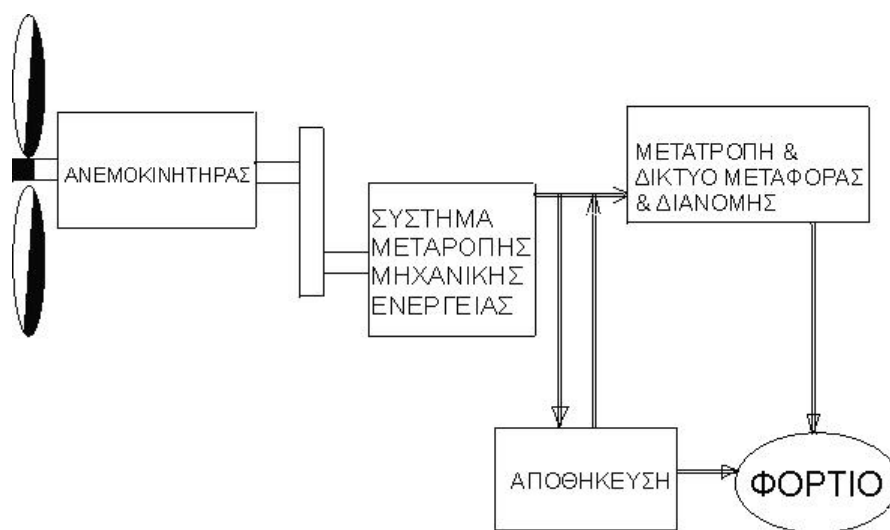 ΑΝΕΜΟΚΙΝΗΤΗΡΑΣ
ΣΥΣΤΗΜΑ
ΜΕΤΑΡΟΠΗΣ
ΜΗΧΑΝΙΚΗΣ
ΕΝΕΡΓΕΙΑΣ
ΜΕΤΑΤΡΟΠΗ &
ΔΙΚΤΥΟ ΜΕΤΑΦΟΡΑΣ
& ΔΙΑΝΟΜΗΣ
ΑΠΟΘΗΚΕΥΣΗ
ΦΟΡΤΙΟ